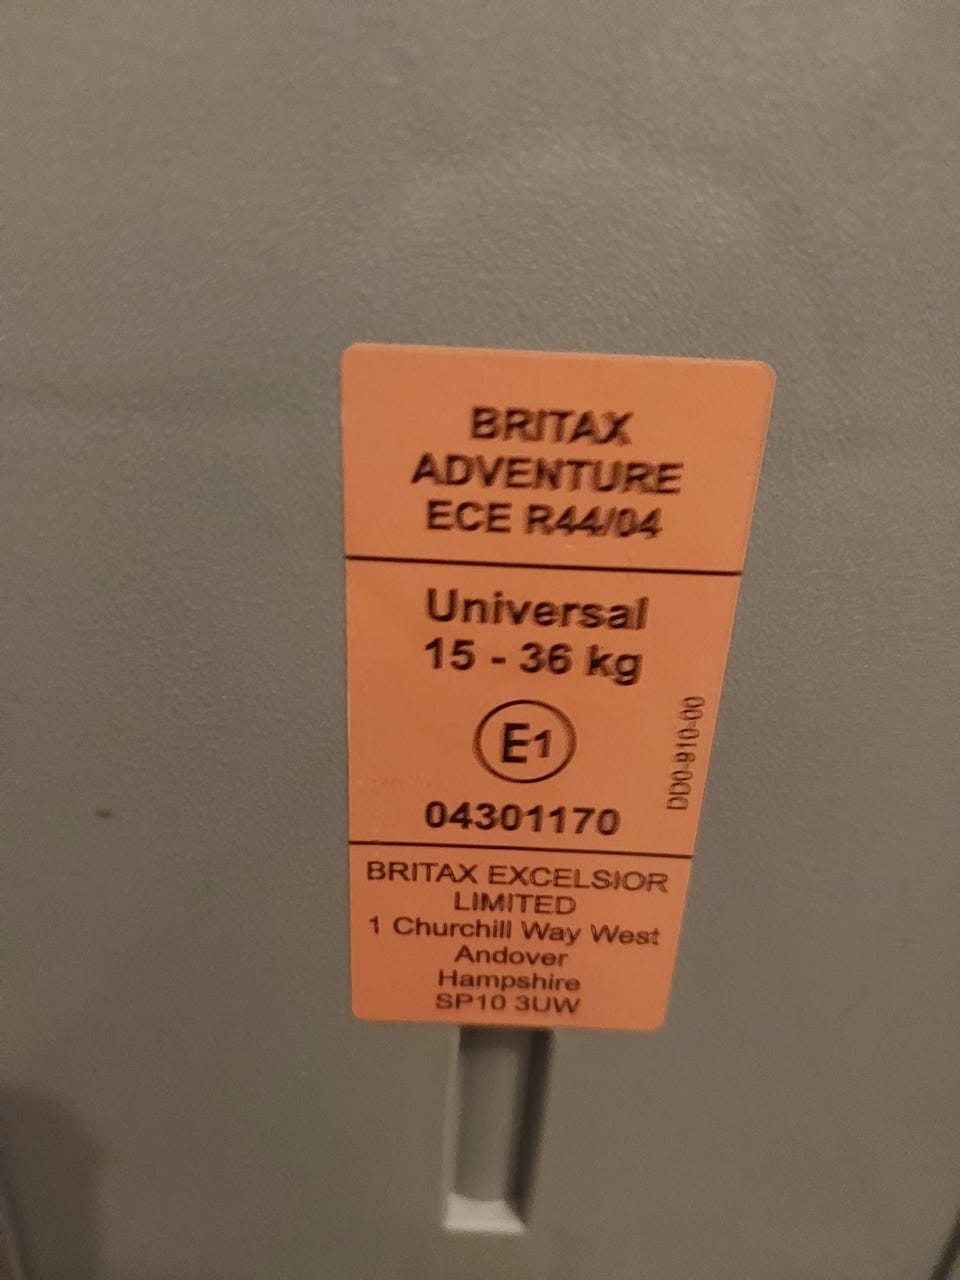 BRITAX
ADVENTURE
ECE R44/04
Universal
15 - 36 kg
E1
04301170
DD0-910-00
BRITAX EXCELSIOR
LIMITED
1 Churchill Way West
Andover
Hampshire
SP10 3UW